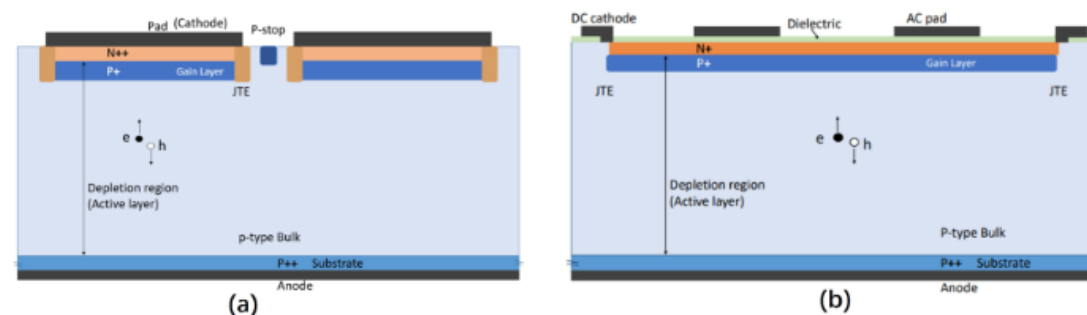 Pad (Cathode)
P-stop
N++
P+ Gain Layer
JTE
e
h
Depletion region
(Active layer)
p-type Bulk
P++ Substrate
Anode
(a)
DC cathode
Dielectric
AC pad
N+
P+ Gain Layer
JTE
JTE
e
h
Depletion region
(Active layer)
P-type Bulk
P++ Substrate
Anode
(b)